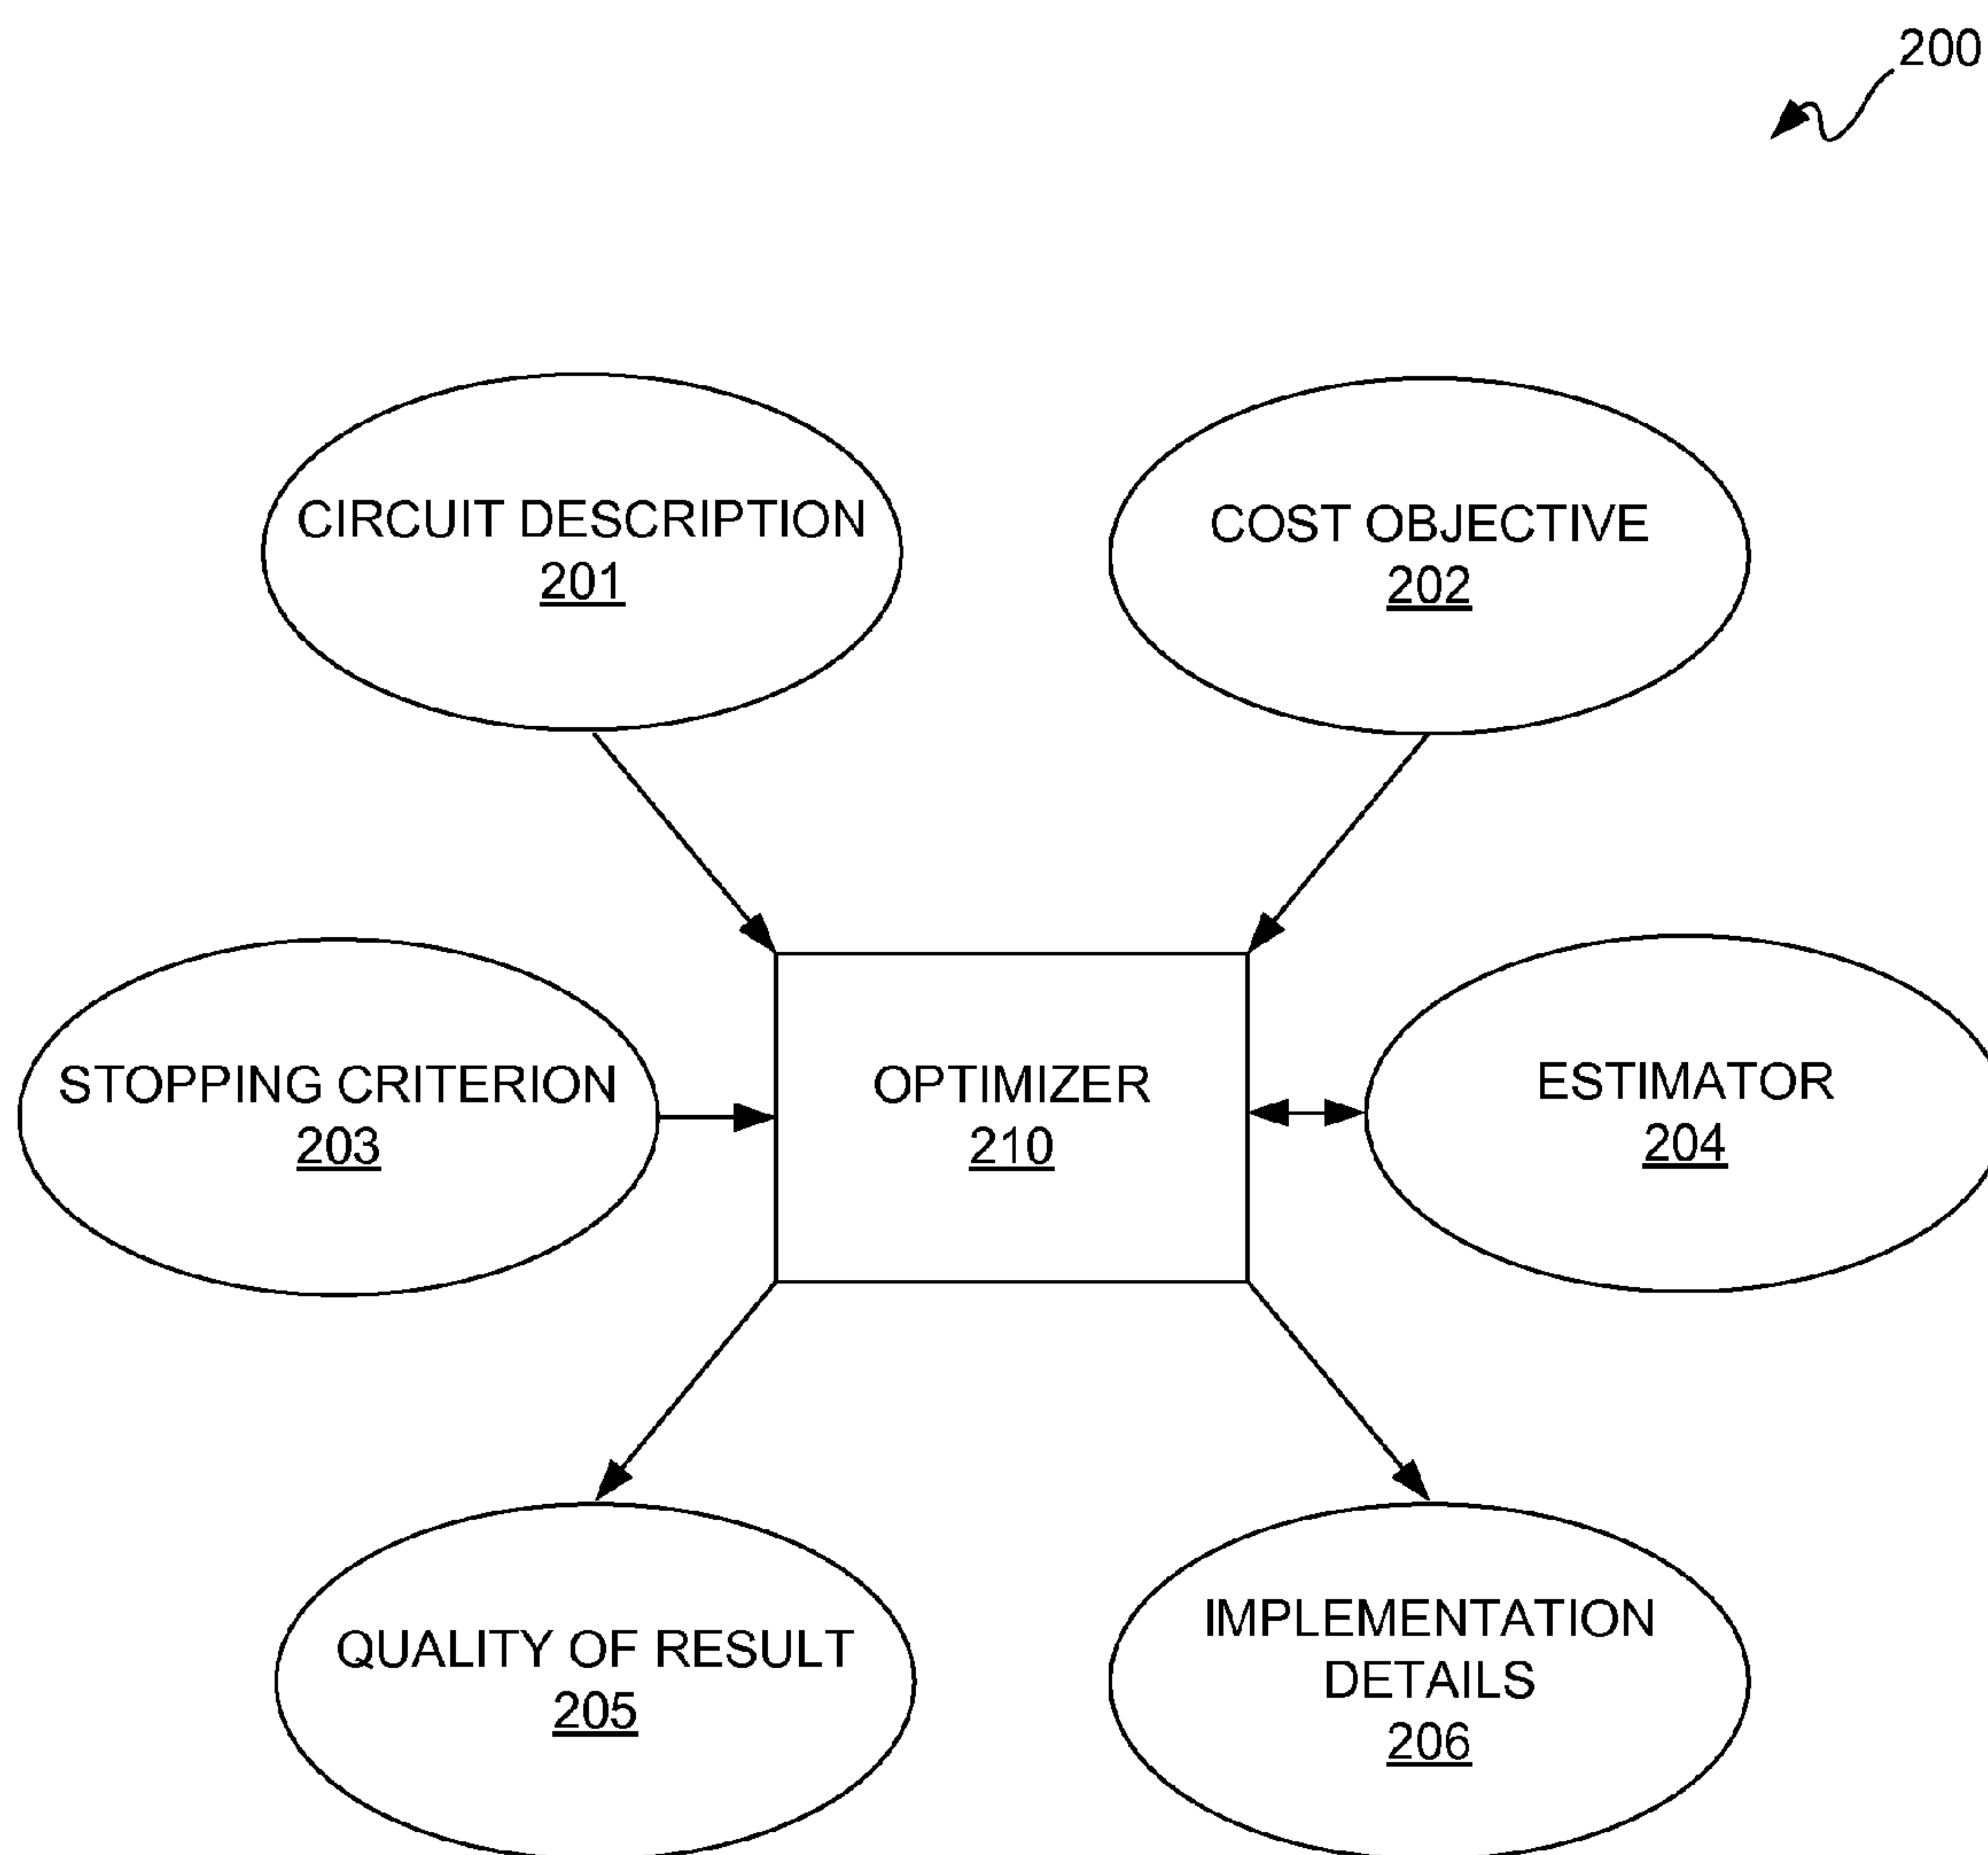 200
CIRCUIT DESCRIPTION
201
COST OBJECTIVE
202
STOPPING CRITERION
203
OPTIMIZER
210
ESTIMATOR
204
QUALITY OF RESULT
205
IMPLEMENTATION
DETAILS
206